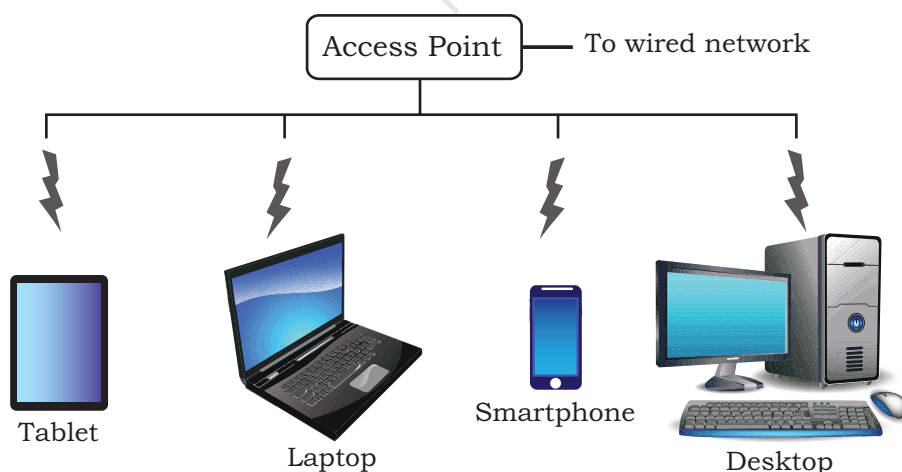 Access Point
To wired network
Tablet
Laptop
Smartphone
Desktop